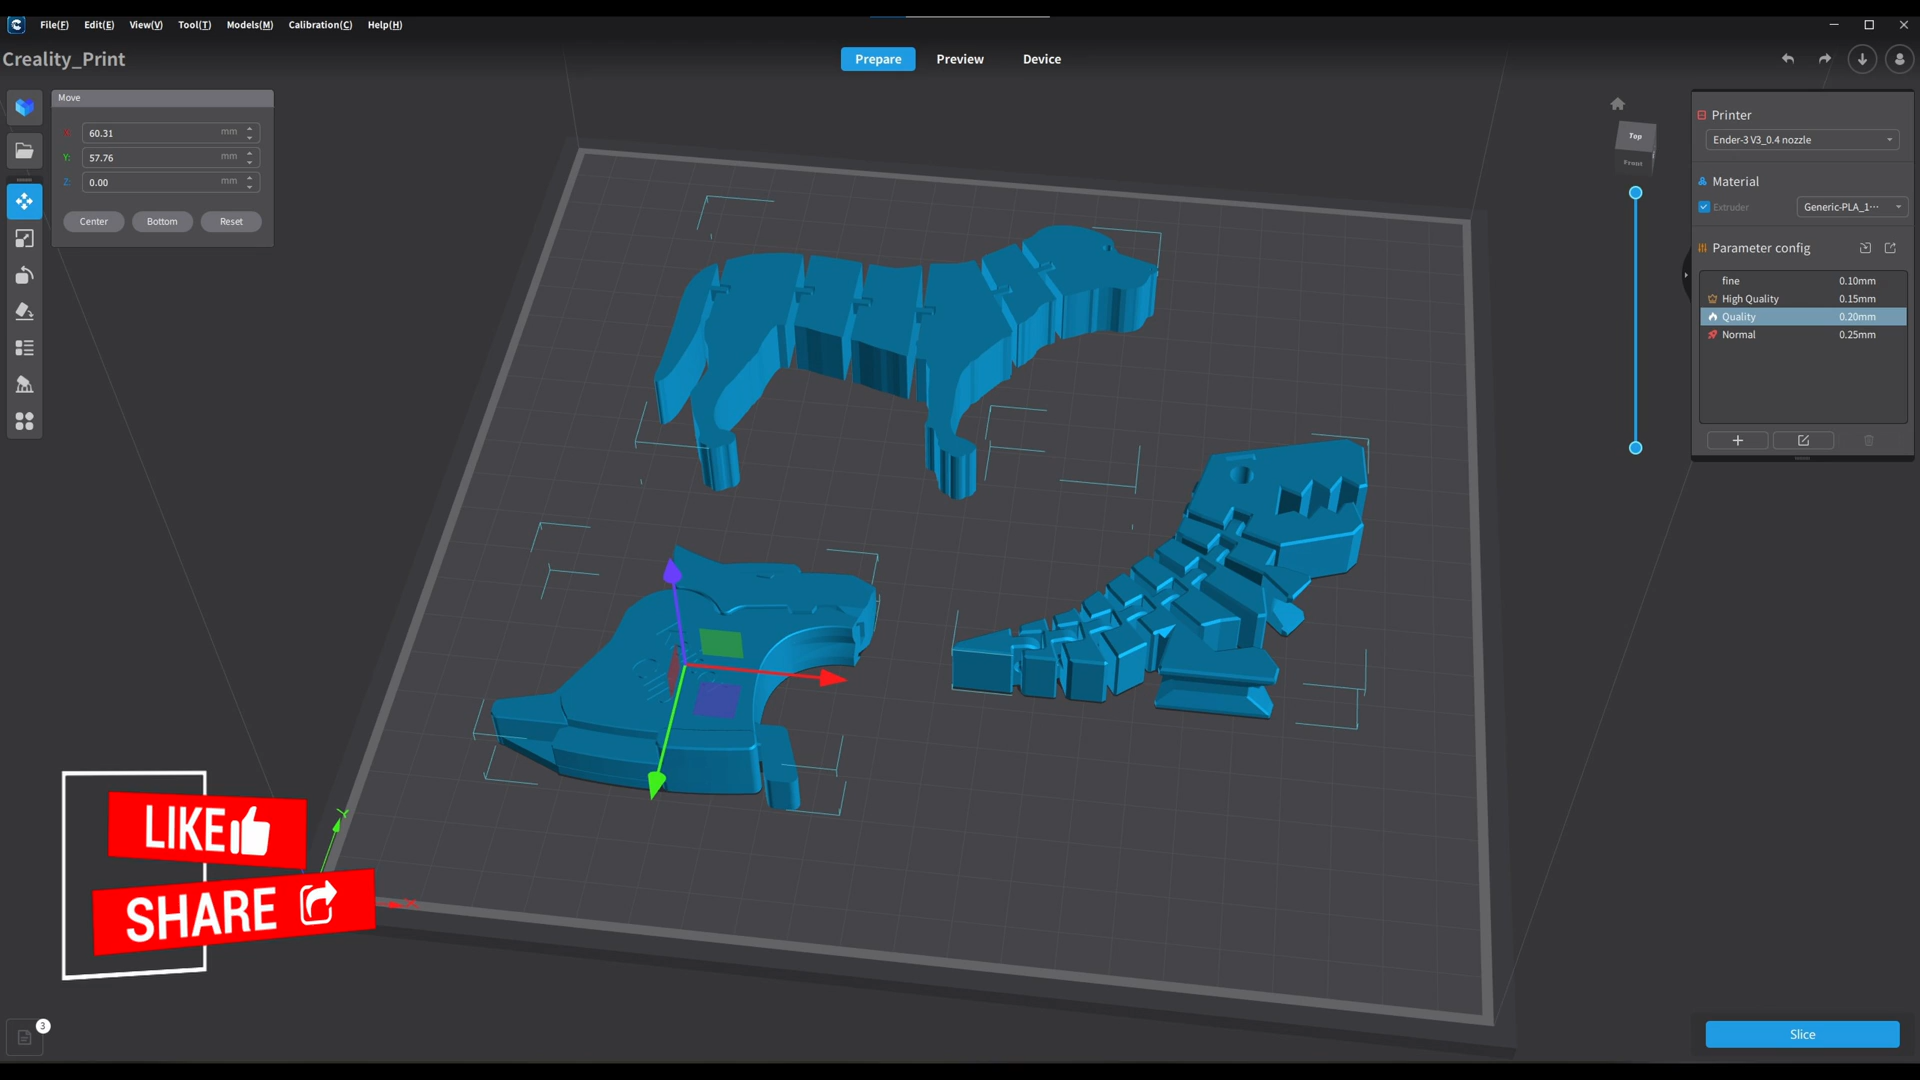 File(F) Edit(E) View(V) Tool(T) Models(M) Calibration(C) Help(H)
Creality_Print
Prepare Preview Device
Move
X: 60.31 mm
Y: 57.76 mm
Z: 0.00 mm
Center Bottom Reset
Top
Front
Printer
Ender-3 V3_0.4 nozzle
Material
Extruder Generic-PLA_1···
Parameter config
fine 0.10mm
High Quality 0.15mm
Quality 0.20mm
Normal 0.25mm
LIKE
SHARE
Y
X
3
Slice